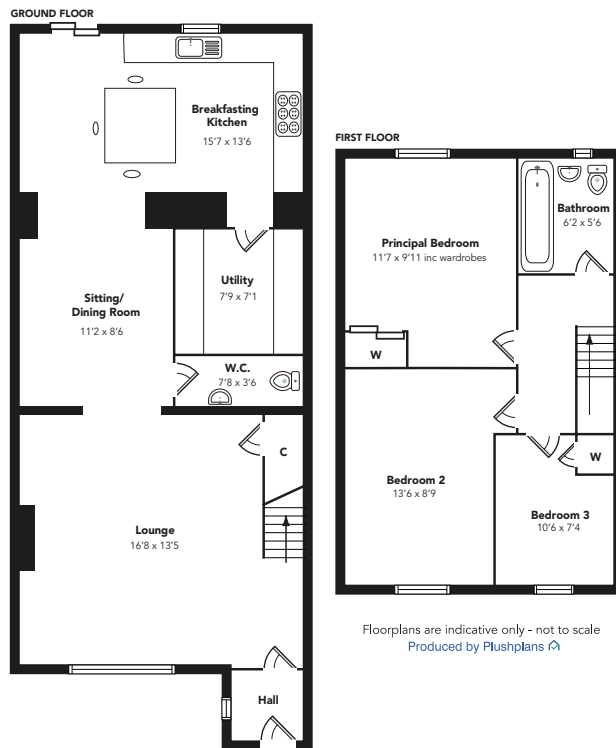 GROUND FLOOR
Breakfasting
Kitchen
15'7 x 13'6
Utility
7'9 x 7'1
Sitting/
Dining Room
11'2 x 8'6
W.C.
7'8 x 3'6
C
Lounge
16'8 x 13'5
Hall
FIRST FLOOR
Bathroom
6'2 x 5'6
Principal Bedroom
11'7 x 9'11 inc wardrobes
W
W
Bedroom 2
13'6 x 8'9
Bedroom 3
10'6 x 7'4
Floorplans are indicative only - not to scale
Produced by Plushplans